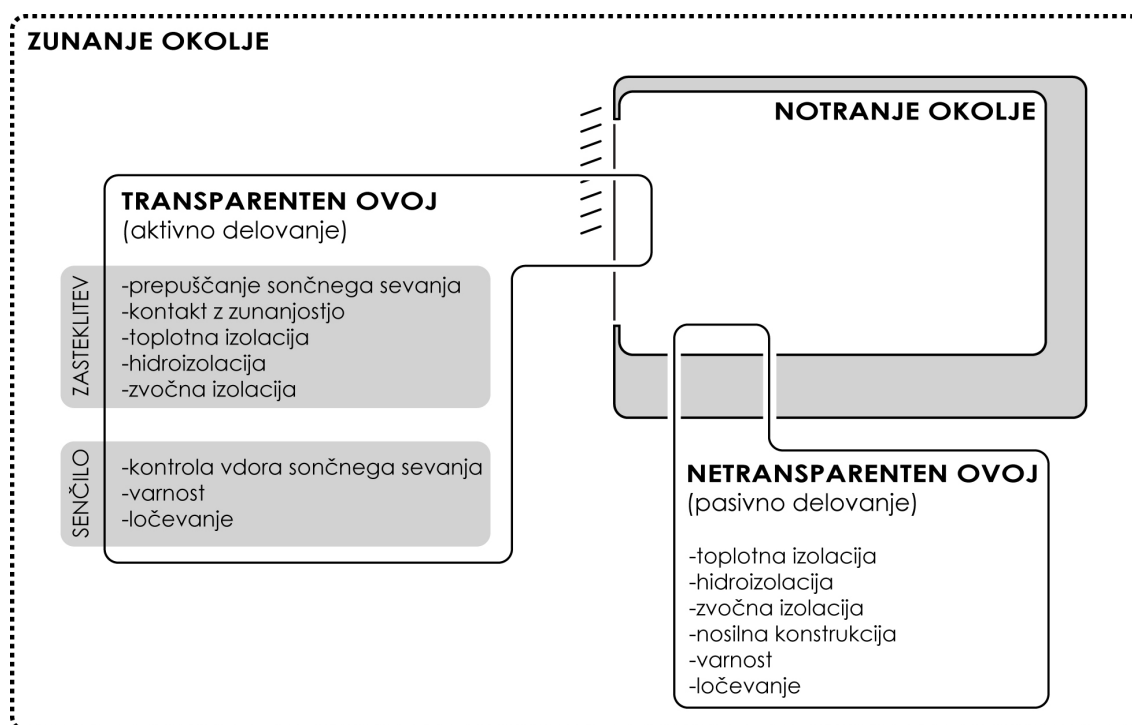 ZUNANJE OKOLJE
NOTRANJE OKOLJE
TRANSPARENTEN OVOJ
(aktivno delovanje)
ZASTEKLITEV
-prepuščanje sončnega sevanja
-kontakt z zunanjostjo
-toplotna izolacija
-hidroizolacija
-zvočna izolacija
SENČILO
-kontrola vdora sončnega sevanja
-varnost
-ločevanje
NETRANSPARENTEN OVOJ
(pasivno delovanje)
-toplotna izolacija
-hidroizolacija
-zvočna izolacija
-nosilna konstrukcija
-varnost
-ločevanje